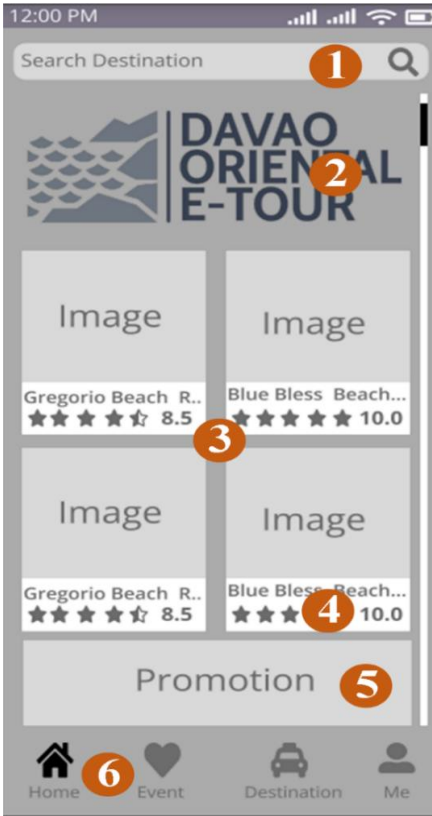 12:00 PM
Search Destination 1
DAVAO
ORIENTAL
2
E-TOUR
Image Image
Gregorio Beach R.. Blue Bless Beach...
8.5 10.0
3
Image Image
Gregorio Beach R.. Blue Bless Beach...
8.5 4 10.0
Promotion 5
6
Home Event Destination Me